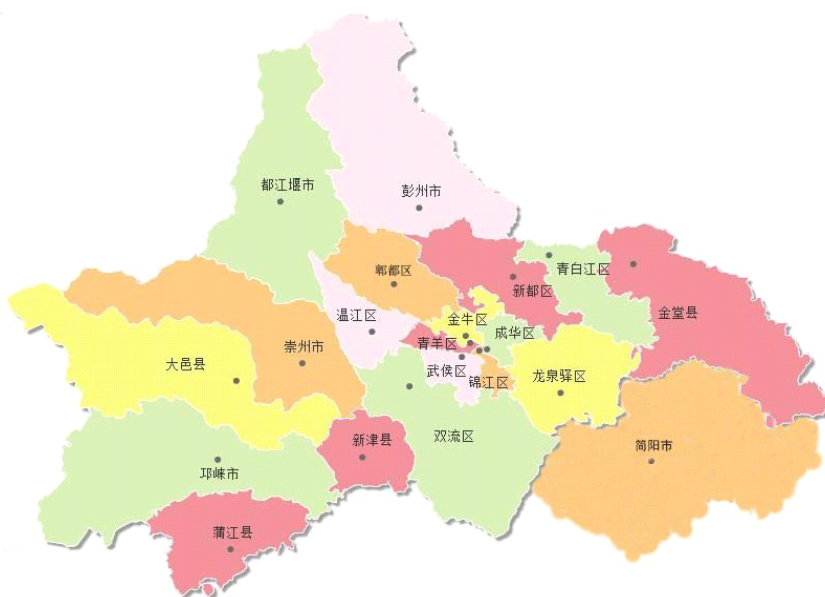 都江堰市
彭州市
郫都区
青白江区
新都区
金堂县
温江区
金牛区
成华区
青羊区
崇州市
大邑县
武侯区
锦江区
龙泉驿区
新津县
双流区
简阳市
邛崃市
蒲江县